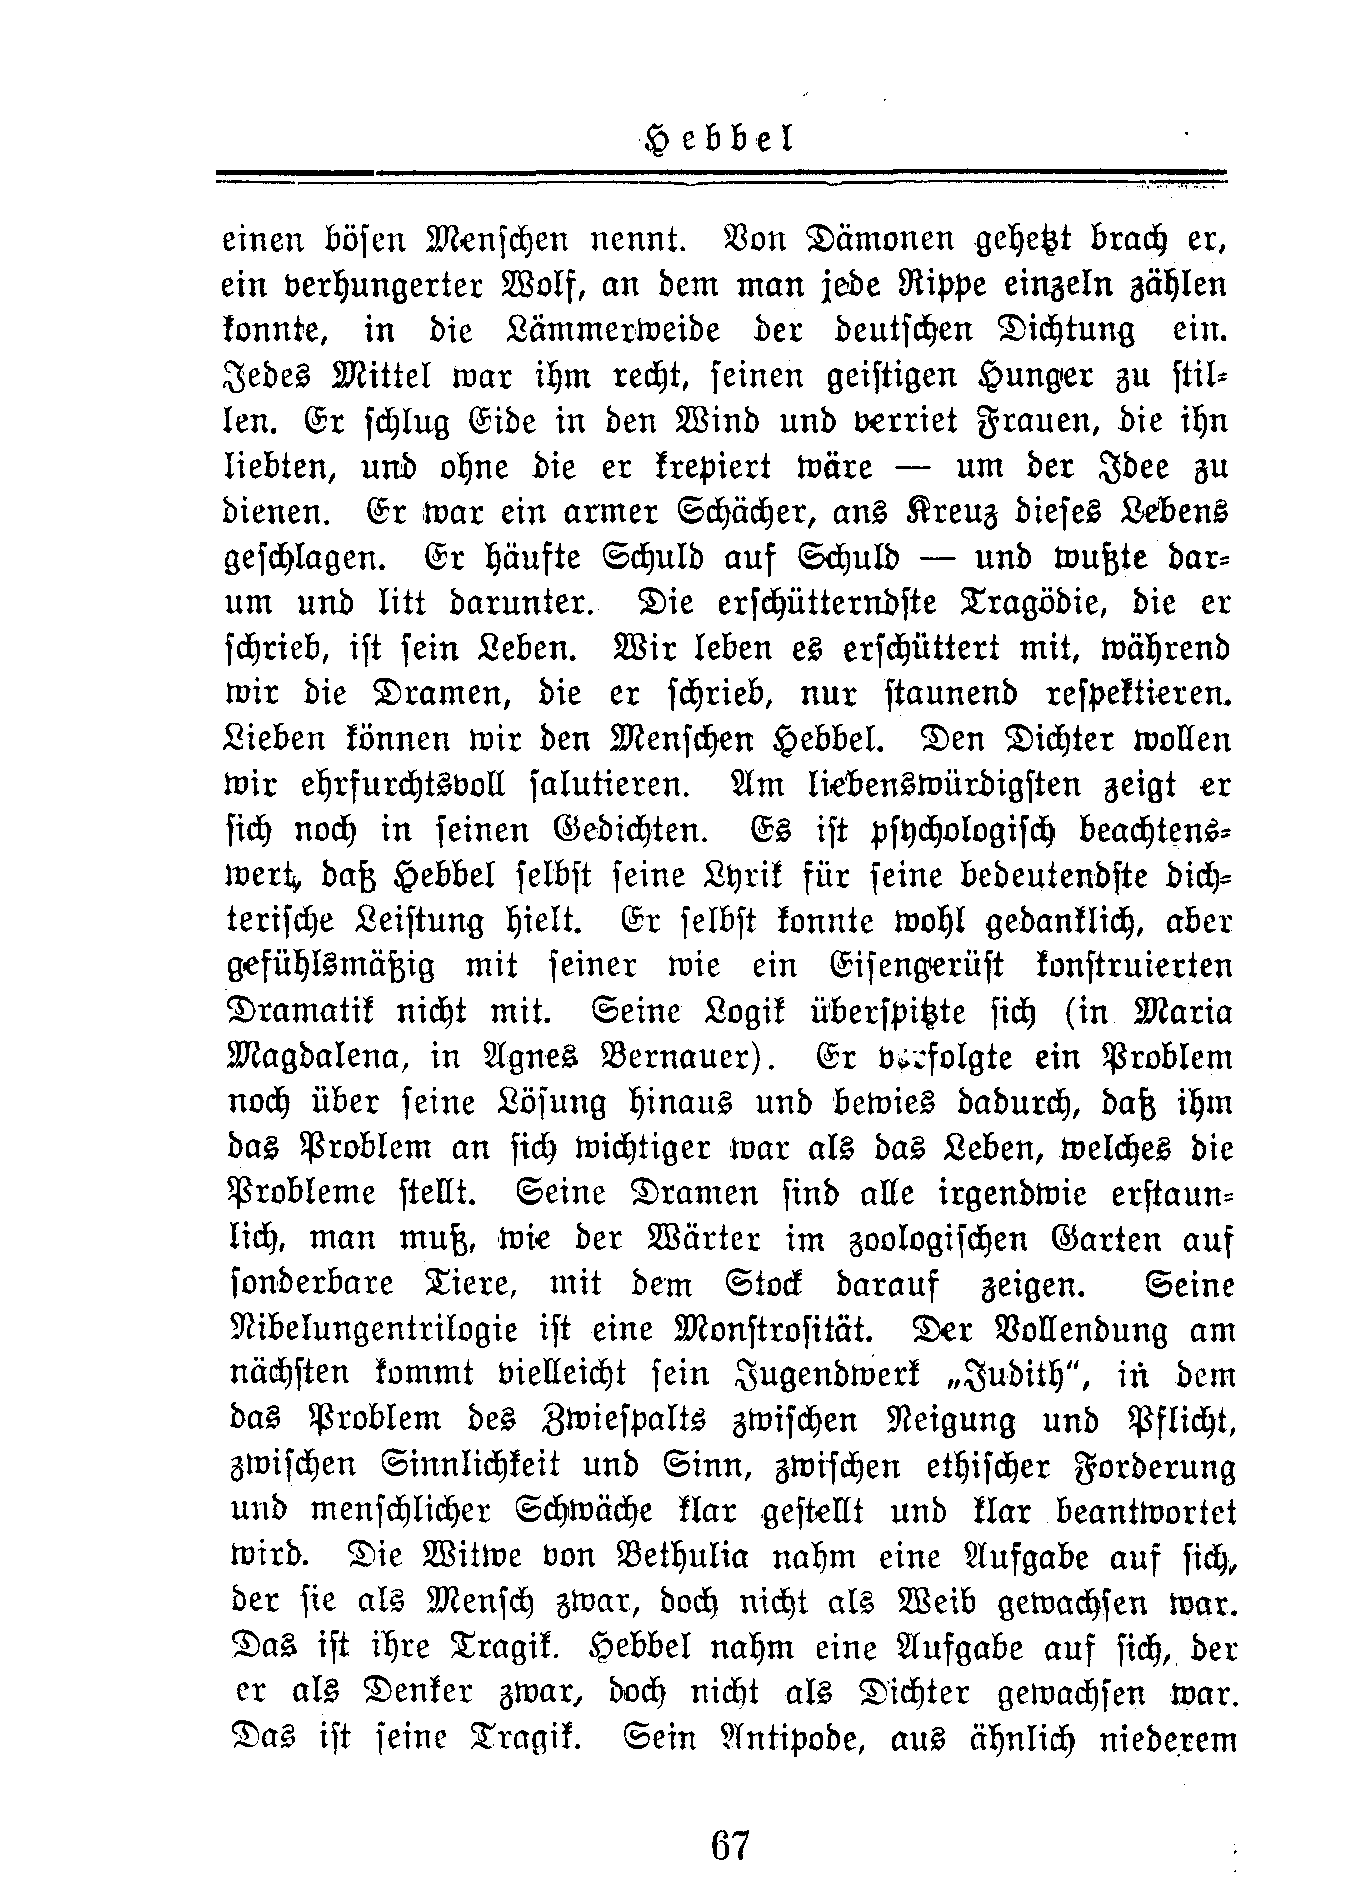 Hebbel
einen bösen Menschen nennt. Von Dämonen gehetzt brach er,
ein verhungerter Wolf, an dem man jede Rippe einzeln zählen
konnte, in die Lämmerweide der deutschen Dichtung ein.
Jedes Mittel war ihm recht, seinen geistigen Hunger zu stil-
len. Er schlug Eide in den Wind und verriet Frauen, die ihn
liebten, und ohne die er krepiert wäre — um der Idee zu
dienen. Er war ein armer Schächer, ans Kreuz dieses Lebens
geschlagen. Er häufte Schuld auf Schuld — und wußte dar-
um und litt darunter. Die erschütterndste Tragödie, die er
schrieb, ist sein Leben. Wir leben es erschüttert mit, während
wir die Dramen, die er schrieb, nur staunend respektieren.
Lieben können wir den Menschen Hebbel. Den Dichter wollen
wir ehrfurchtsvoll salutieren. Am liebenswürdigsten zeigt er
sich noch in seinen Gedichten. Es ist psychologisch beachtens-
wert, daß Hebbel selbst seine Lyrik für seine bedeutendste dich-
terische Leistung hielt. Er selbst konnte wohl gedanklich, aber
gefühlsmäßig mit seiner wie ein Eisengerüst konstruierten
Dramatik nicht mit. Seine Logik überspitzte sich (in Maria
Magdalena, in Agnes Bernauer). Er verfolgte ein Problem
noch über seine Lösung hinaus und bewies dadurch, daß ihm
das Problem an sich wichtiger war als das Leben, welches die
Probleme stellt. Seine Dramen sind alle irgendwie erstaun-
lich, man muß, wie der Wärter im zoologischen Garten auf
sonderbare Tiere, mit dem Stock darauf zeigen. Seine
Nibelungentrilogie ist eine Monstrosität. Der Vollendung am
nächsten kommt vielleicht sein Jugendwerk „Judith“, in dem
das Problem des Zwiespalts zwischen Neigung und Pflicht,
zwischen Sinnlichkeit und Sinn, zwischen ethischer Forderung
und menschlicher Schwäche klar gestellt und klar beantwortet
wird. Die Witwe von Bethulia nahm eine Aufgabe auf sich,
der sie als Mensch zwar, doch nicht als Weib gewachsen war.
Das ist ihre Tragik. Hebbel nahm eine Aufgabe auf sich, der
er als Denker zwar, doch nicht als Dichter gewachsen war.
Das ist seine Tragik. Sein Antipode, aus ähnlich niederem
67